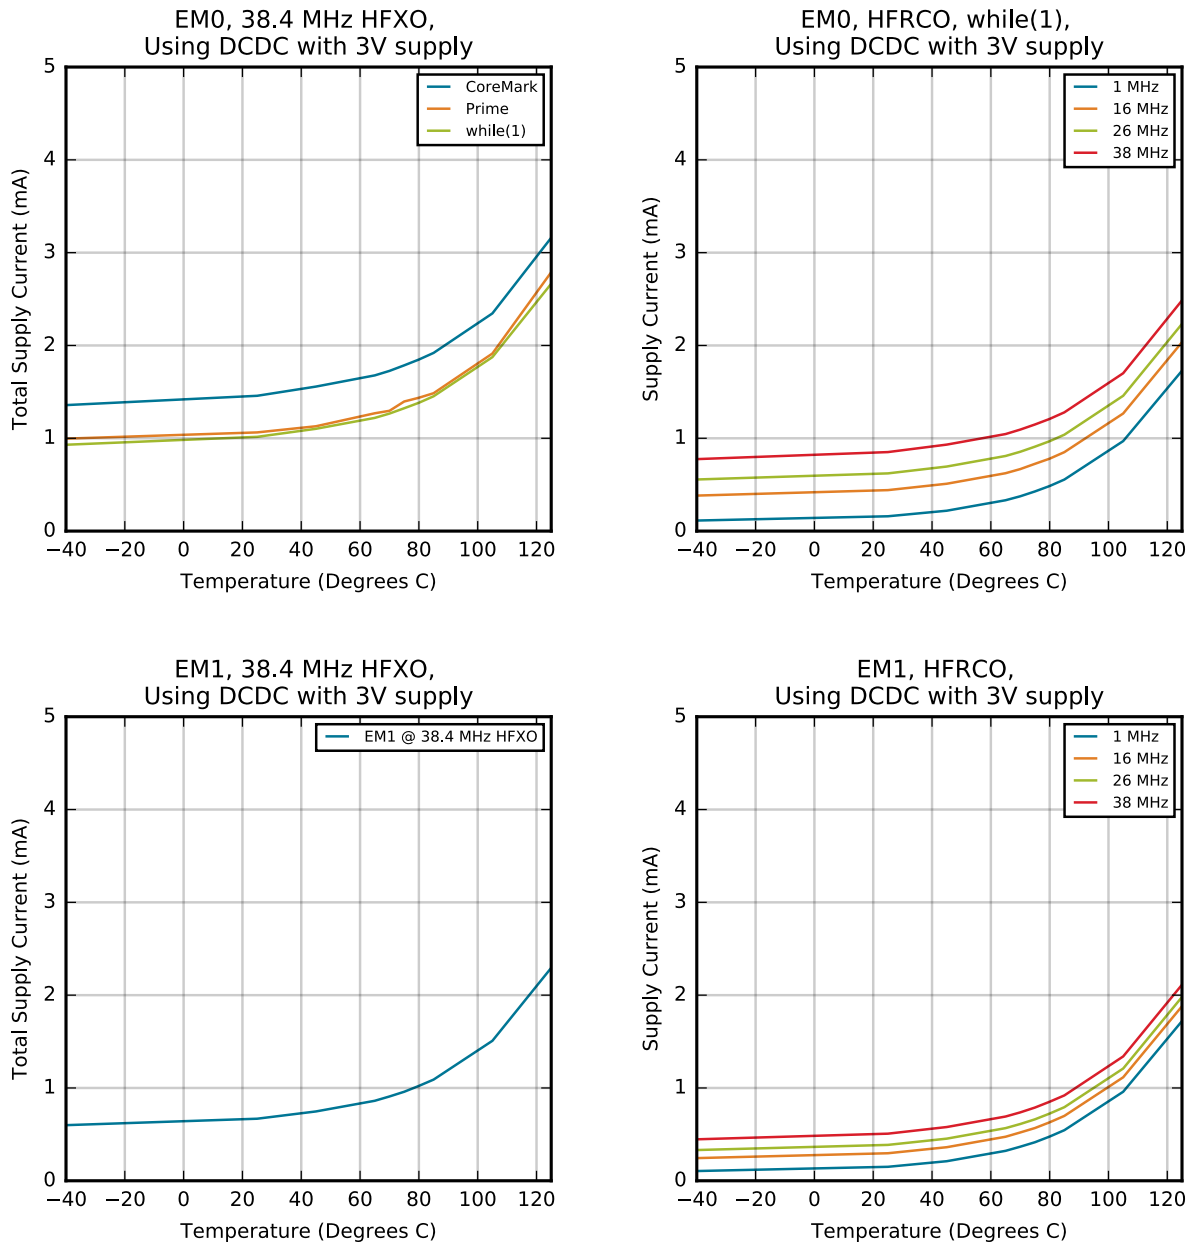 EM0, 38.4 MHz HFXO,
Using DCDC with 3V supply
Total Supply Current (mA)
5
4
3
2
1
0
CoreMark
Prime
while(1)
−40 −20 0 20 40 60 80 100 120
Temperature (Degrees C)
EM0, HFRCO, while(1),
Using DCDC with 3V supply
Supply Current (mA)
5
4
3
2
1
0
1 MHz
16 MHz
26 MHz
38 MHz
−40 −20 0 20 40 60 80 100 120
Temperature (Degrees C)
EM1, 38.4 MHz HFXO,
Using DCDC with 3V supply
Total Supply Current (mA)
5
4
3
2
1
0
EM1 @ 38.4 MHz HFXO
−40 −20 0 20 40 60 80 100 120
Temperature (Degrees C)
EM1, HFRCO,
Using DCDC with 3V supply
Supply Current (mA)
5
4
3
2
1
0
1 MHz
16 MHz
26 MHz
38 MHz
−40 −20 0 20 40 60 80 100 120
Temperature (Degrees C)